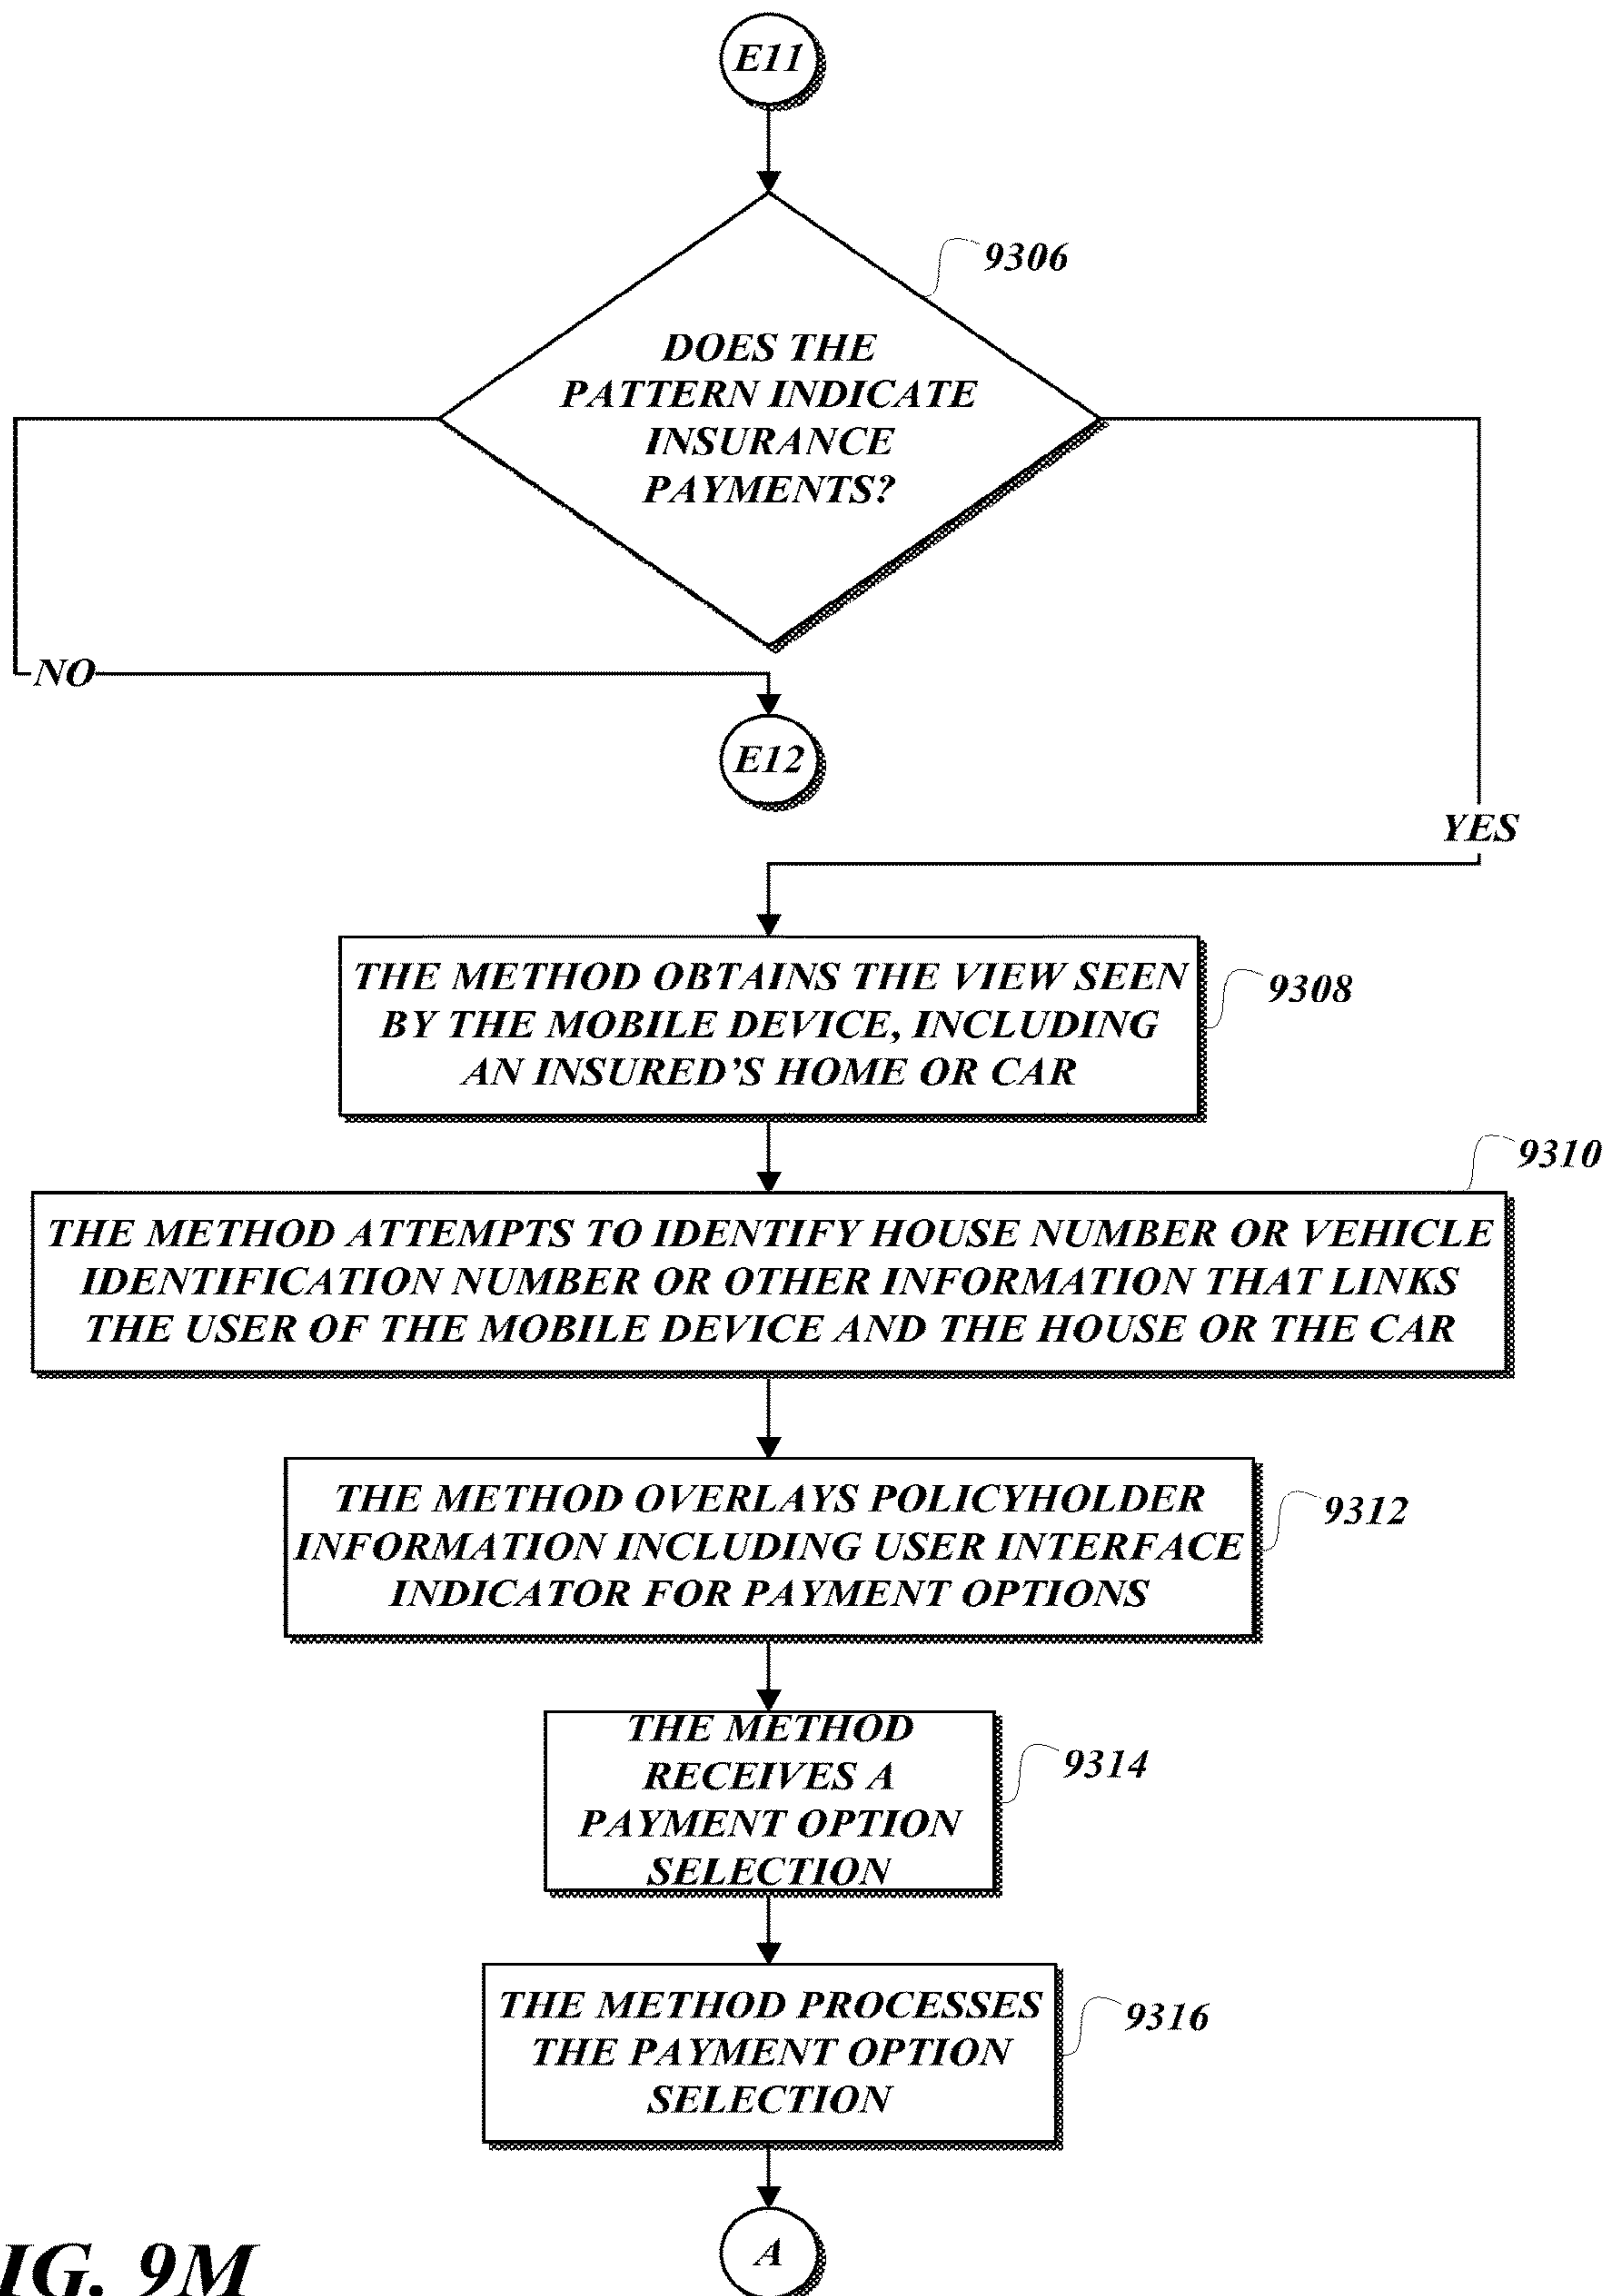 E11
9306
DOES THE
PATTERN INDICATE
INSURANCE
PAYMENTS?
NO
E12
YES
THE METHOD OBTAINS THE VIEW SEEN
BY THE MOBILE DEVICE, INCLUDING
AN INSURED'S HOME OR CAR
9308
9310
THE METHOD ATTEMPTS TO IDENTIFY HOUSE NUMBER OR VEHICLE
IDENTIFICATION NUMBER OR OTHER INFORMATION THAT LINKS
THE USER OF THE MOBILE DEVICE AND THE HOUSE OR THE CAR
THE METHOD OVERLAYS POLICYHOLDER
INFORMATION INCLUDING USER INTERFACE
INDICATOR FOR PAYMENT OPTIONS
9312
THE METHOD
RECEIVES A
PAYMENT OPTION
SELECTION
9314
THE METHOD PROCESSES
THE PAYMENT OPTION
SELECTION
9316
A
IG. 9M